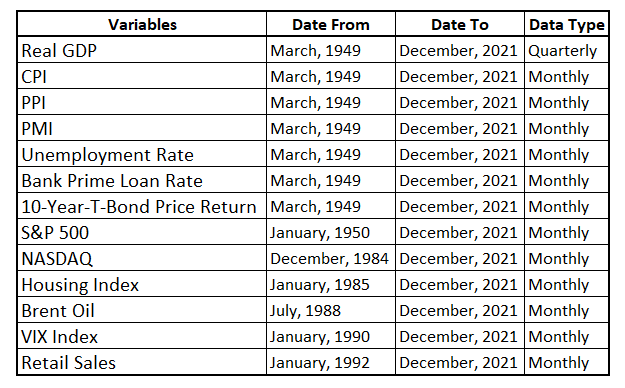 Variables Date From Date To Data Type
Real GDP March, 1949 December, 2021 Quarterly
CPI March, 1949 December, 2021 Monthly
PPI March, 1949 December, 2021 Monthly
PMI March, 1949 December, 2021 Monthly
Unemployment Rate March, 1949 December, 2021 Monthly
Bank Prime Loan Rate March, 1949 December, 2021 Monthly
10-Year-T-Bond Price Return March, 1949 December, 2021 Monthly
S&P 500 January, 1950 December, 2021 Monthly
NASDAQ December, 1984 December, 2021 Monthly
Housing Index January, 1985 December, 2021 Monthly
Brent Oil July, 1988 December, 2021 Monthly
VIX Index January, 1990 December, 2021 Monthly
Retail Sales January, 1992 December, 2021 Monthly